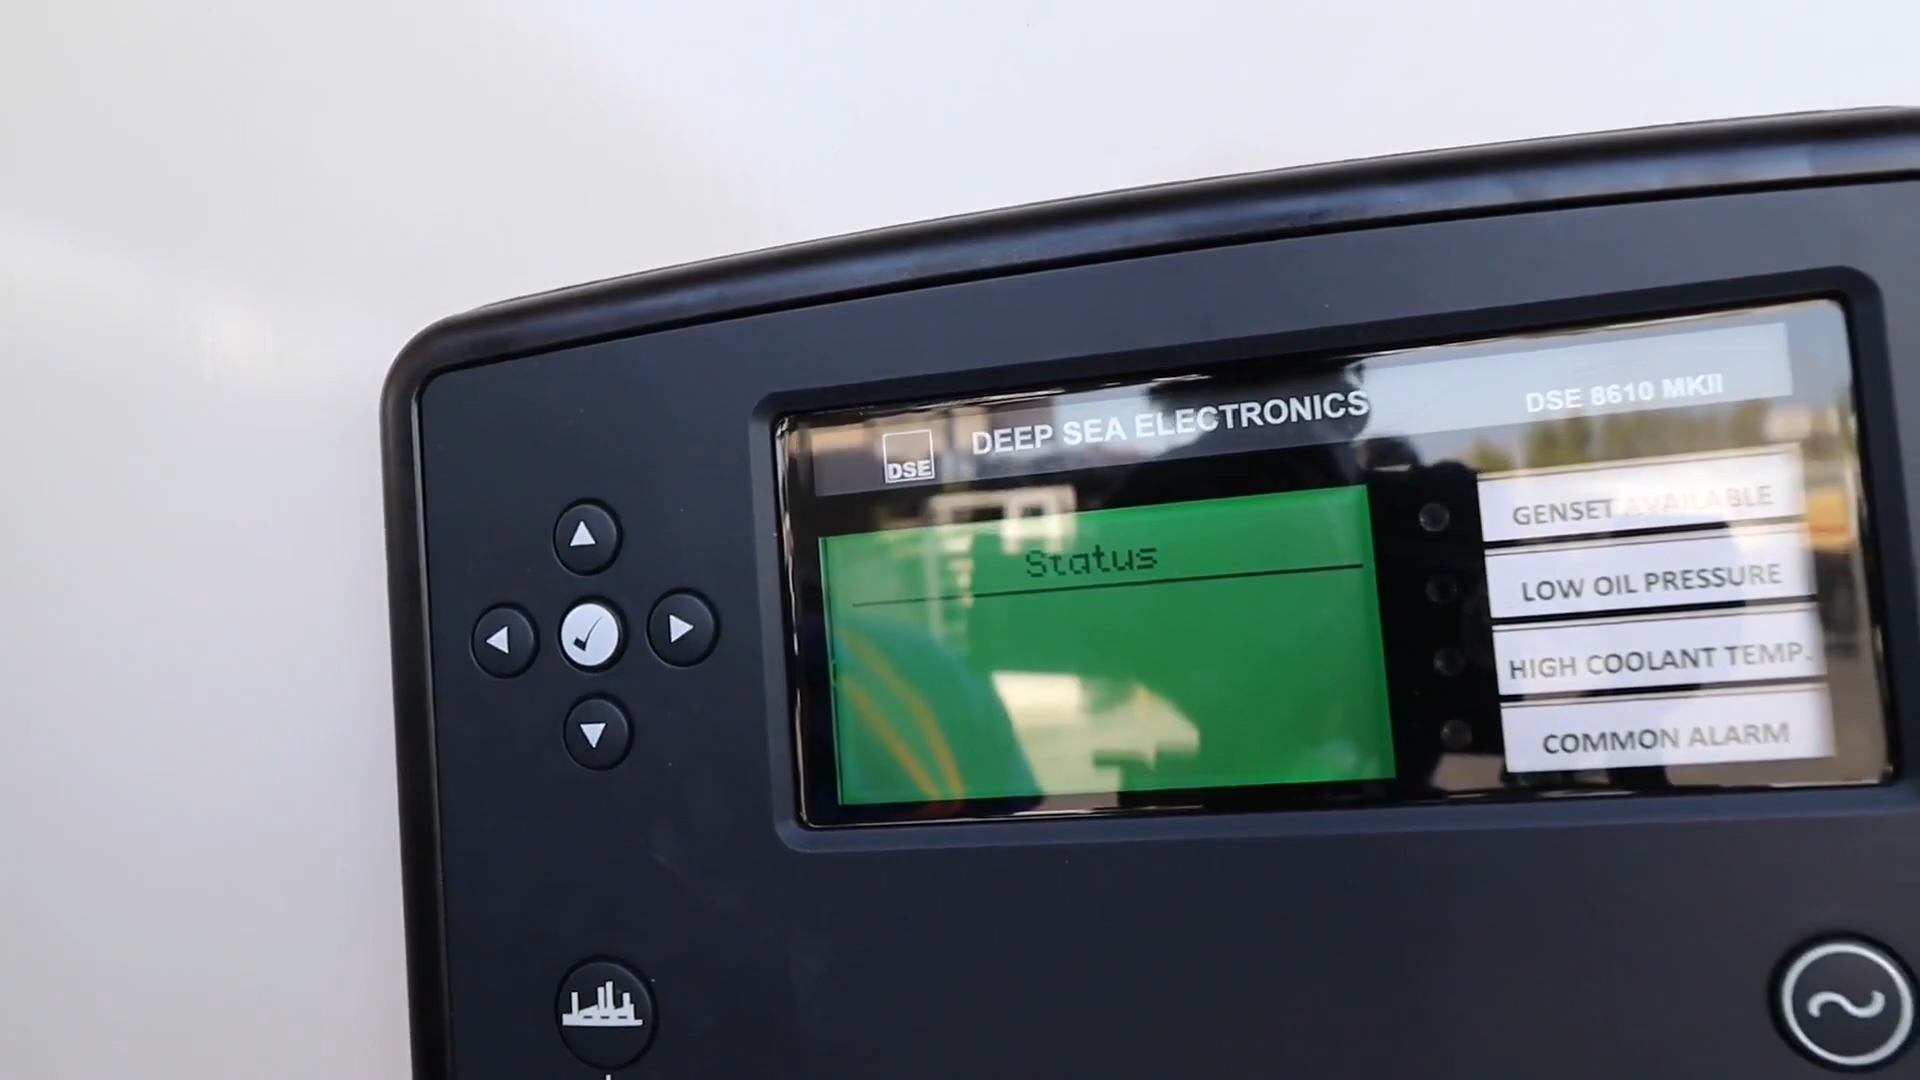 DSE DEEP SEA ELECTRONICS DSE 8610 MKII
Status
GENSET AVAILABLE
LOW OIL PRESSURE
HIGH COOLANT TEMP.
COMMON ALARM